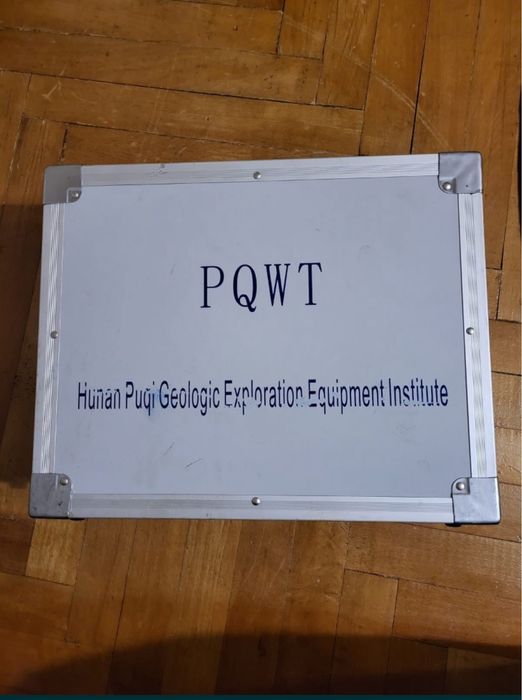 PQWT
Hunan Puqi Geologic Exploration Equipment Institute